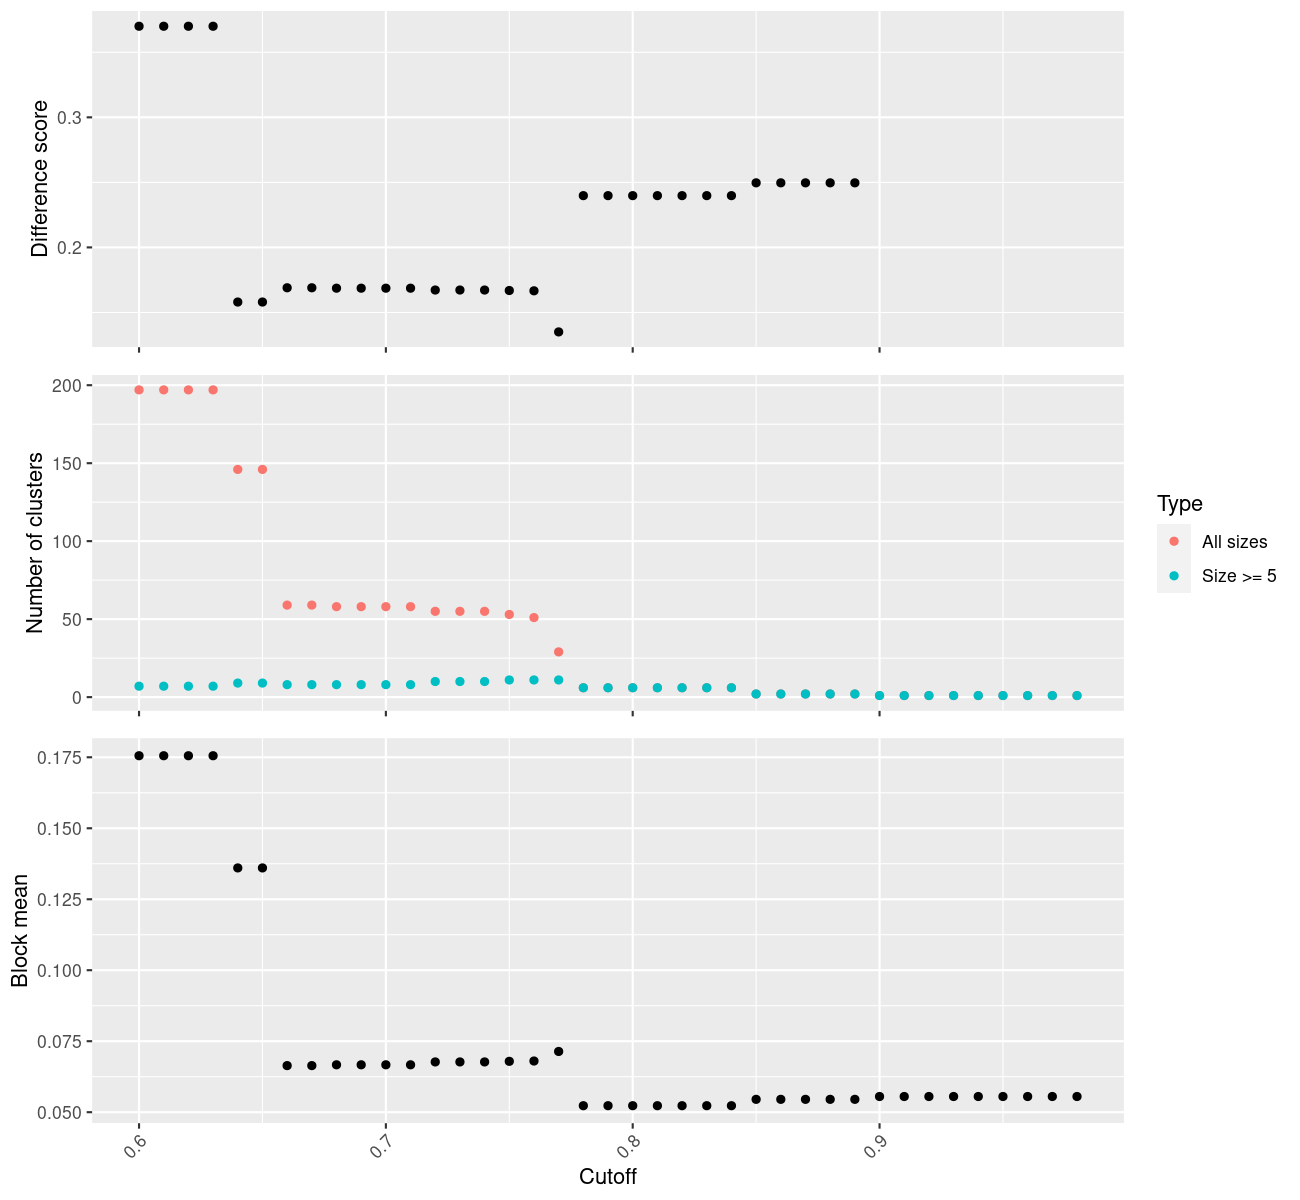 Difference score
0.3
0.2
Number of clusters
200
150
100
50
0
Type
All sizes
Size >= 5
Block mean
0.175
0.150
0.125
0.100
0.075
0.050
0.6
0.7
0.8
0.9
Cutoff